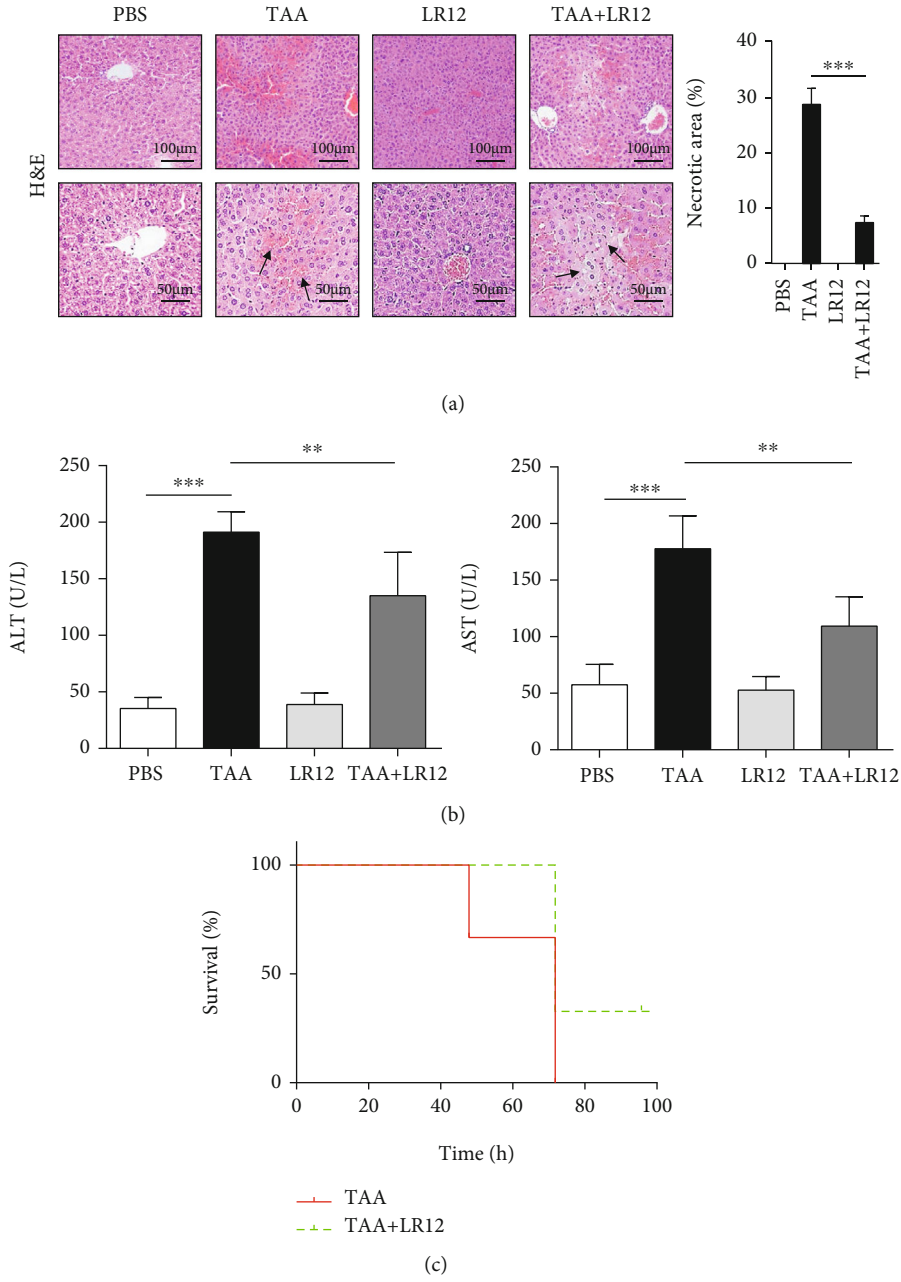 PBS TAA LR12 TAA+LR12
H&E
100μm 100μm 100μm 100μm
50μm 50μm 50μm 50μm
Necrotic area (%)
40
30
20
10
0
***
PBS
TAA
LR12
TAA+LR12
(a)
ALT (U/L)
250
200
150
100
50
0
***
**
PBS TAA LR12 TAA+LR12
AST (U/L)
250
200
150
100
50
0
***
**
PBS TAA LR12 TAA+LR12
(b)
Survival (%)
100
50
0
0 20 40 60 80 100
Time (h)
TAA
TAA+LR12
(c)